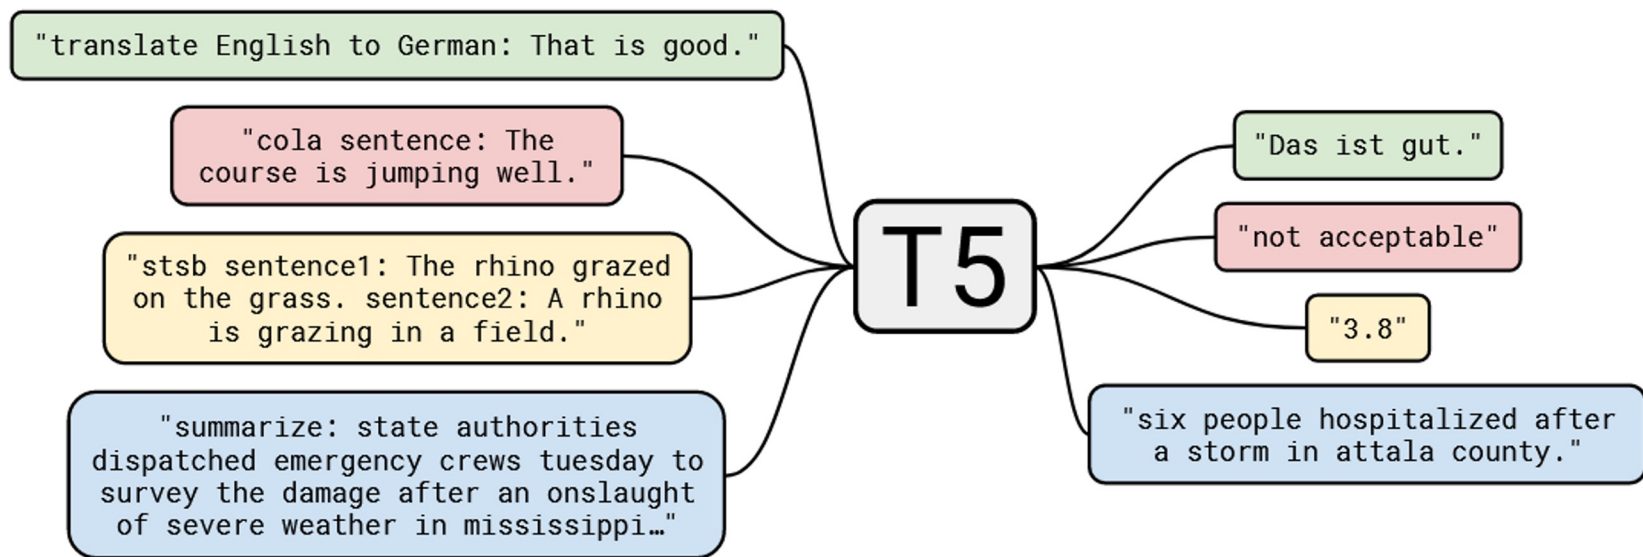 "translate English to German: That is good."
"cola sentence: The
course is jumping well."
"stsb sentence1: The rhino grazed
on the grass. sentence2: A rhino
is grazing in a field."
"summarize: state authorities
dispatched emergency crews tuesday to
survey the damage after an onslaught
of severe weather in mississippi…"
T5
"Das ist gut."
"not acceptable"
"3.8"
"six people hospitalized after
a storm in attala county."